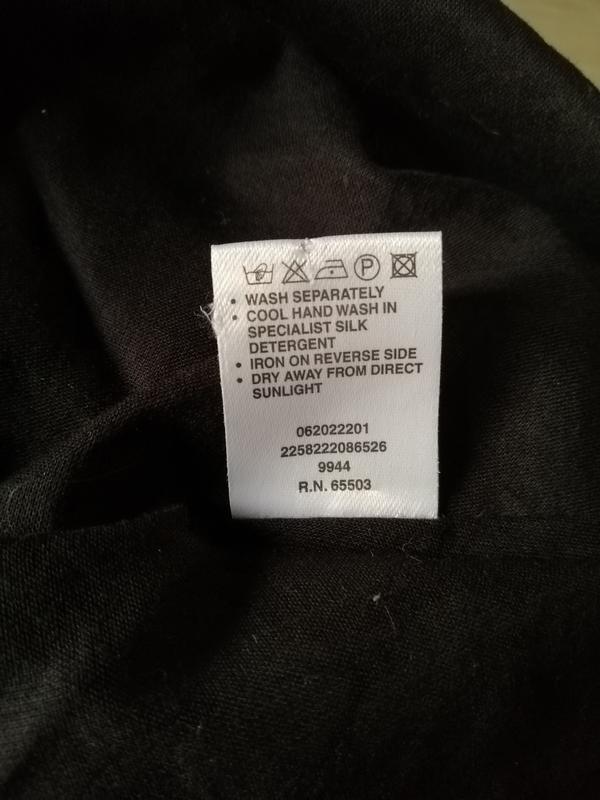 P
• WASH SEPARATELY
• COOL HAND WASH IN
SPECIALIST SILK
DETERGENT
• IRON ON REVERSE SIDE
• DRY AWAY FROM DIRECT
SUNLIGHT
062022201
2258222086526
9944
R.N. 65503